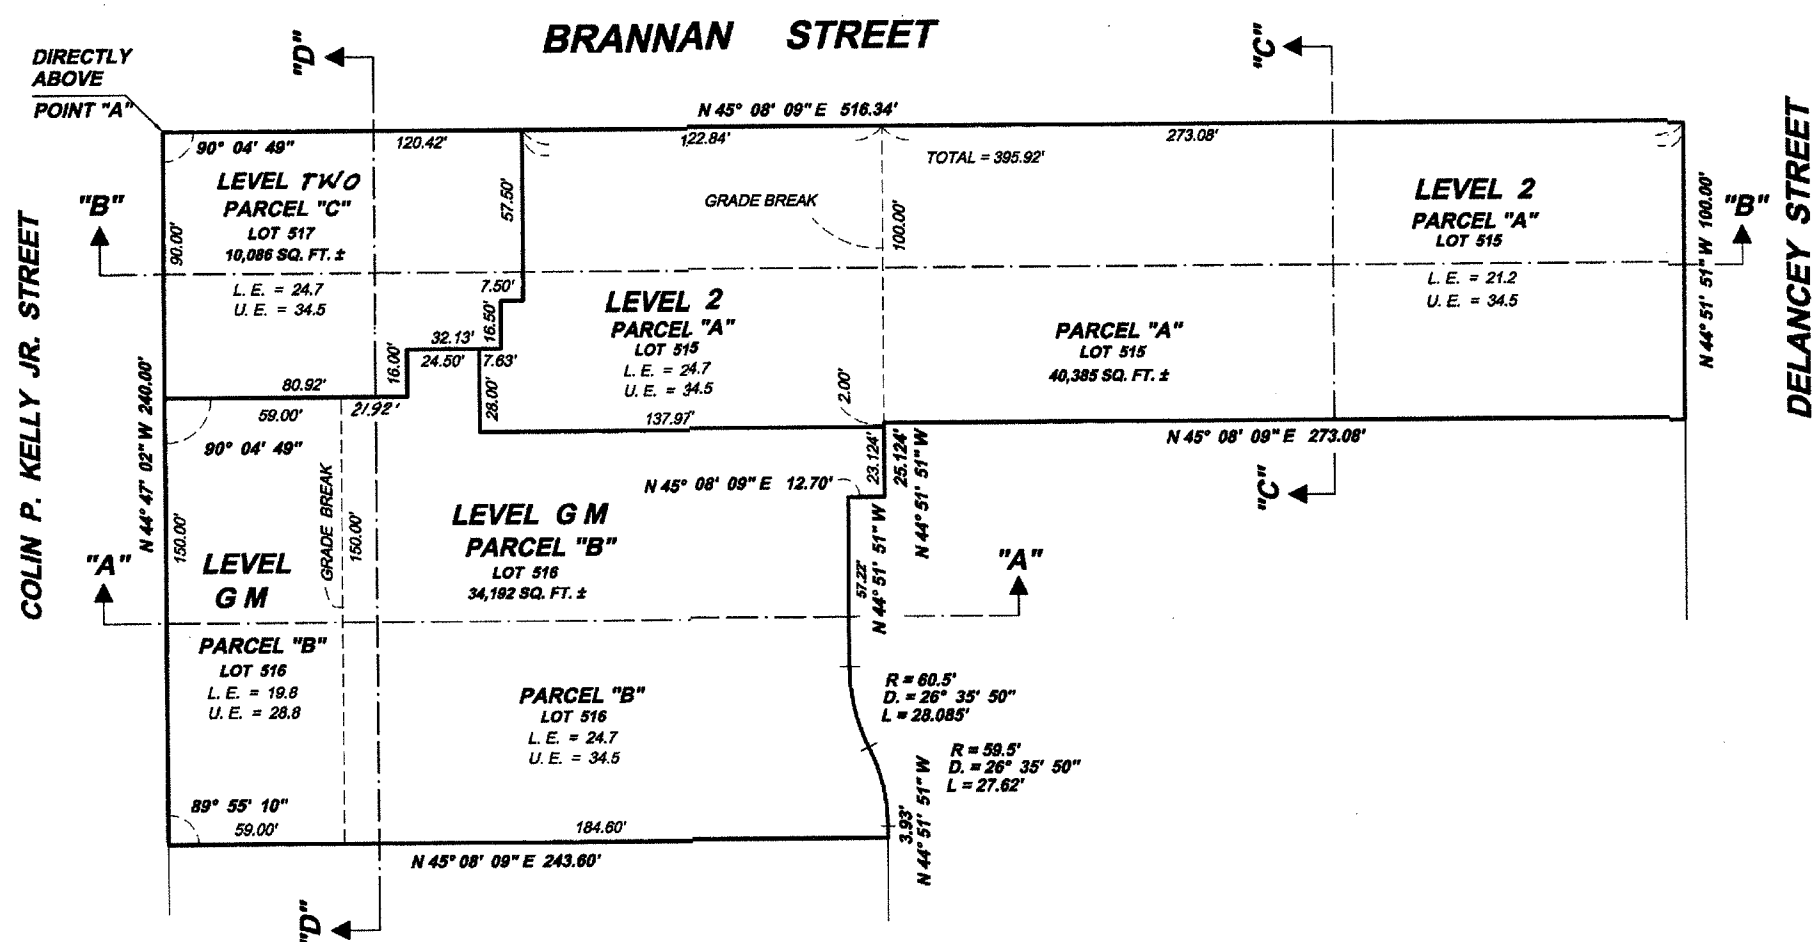 BRANNAN STREET
DIRECTLY
ABOVE
POINT "A"
"D"
"C"
N 45° 08' 09" E 516.34'
90° 04' 49"
120.42'
122.84'
273.08'
TOTAL = 395.92'
LEVEL TWO
PARCEL "C"
LOT 517
10,086 SQ. FT. ±
L. E. = 24.7
U. E. = 34.5
90.00'
57.50'
GRADE BREAK
100.00'
LEVEL 2
PARCEL "A"
LOT 515
L. E. = 21.2
U. E. = 34.5
N 44° 51' 51" W 100.00'
DELANCEY STREET
"B"
"B"
COLIN P. KELLY JR. STREET
7.50'
16.50'
32.13'
24.50'
7.63'
16.00'
28.00'
LEVEL 2
PARCEL "A"
LOT 515
L. E. = 24.7
U. E. = 34.5
PARCEL "A"
LOT 515
40,385 SQ. FT. ±
80.92'
59.00'
21.92'
137.97'
2.00'
N 45° 08' 09" E 273.08'
N 44° 47' 02" W 240.00'
90° 04' 49"
150.00'
GRADE BREAK
150.00'
N 45° 08' 09" E 12.70'
23.124'
25.124'
N 44° 51' 51" W
"C"
LEVEL G M
PARCEL "B"
LOT 516
34,192 SQ. FT. ±
57.22'
N 44° 51' 51" W
"A"
"A"
LEVEL
G M
PARCEL "B"
LOT 516
L. E. = 19.8
U. E. = 28.8
PARCEL "B"
LOT 516
L. E. = 24.7
U. E. = 34.5
R = 60.5'
D. = 26° 35' 50"
L = 28.085'
R = 59.5'
D. = 26° 35' 50"
L = 27.62'
89° 55' 10"
59.00'
184.60'
3.93'
N 44° 51' 51" W
N 45° 08' 09" E 243.60'
"D"